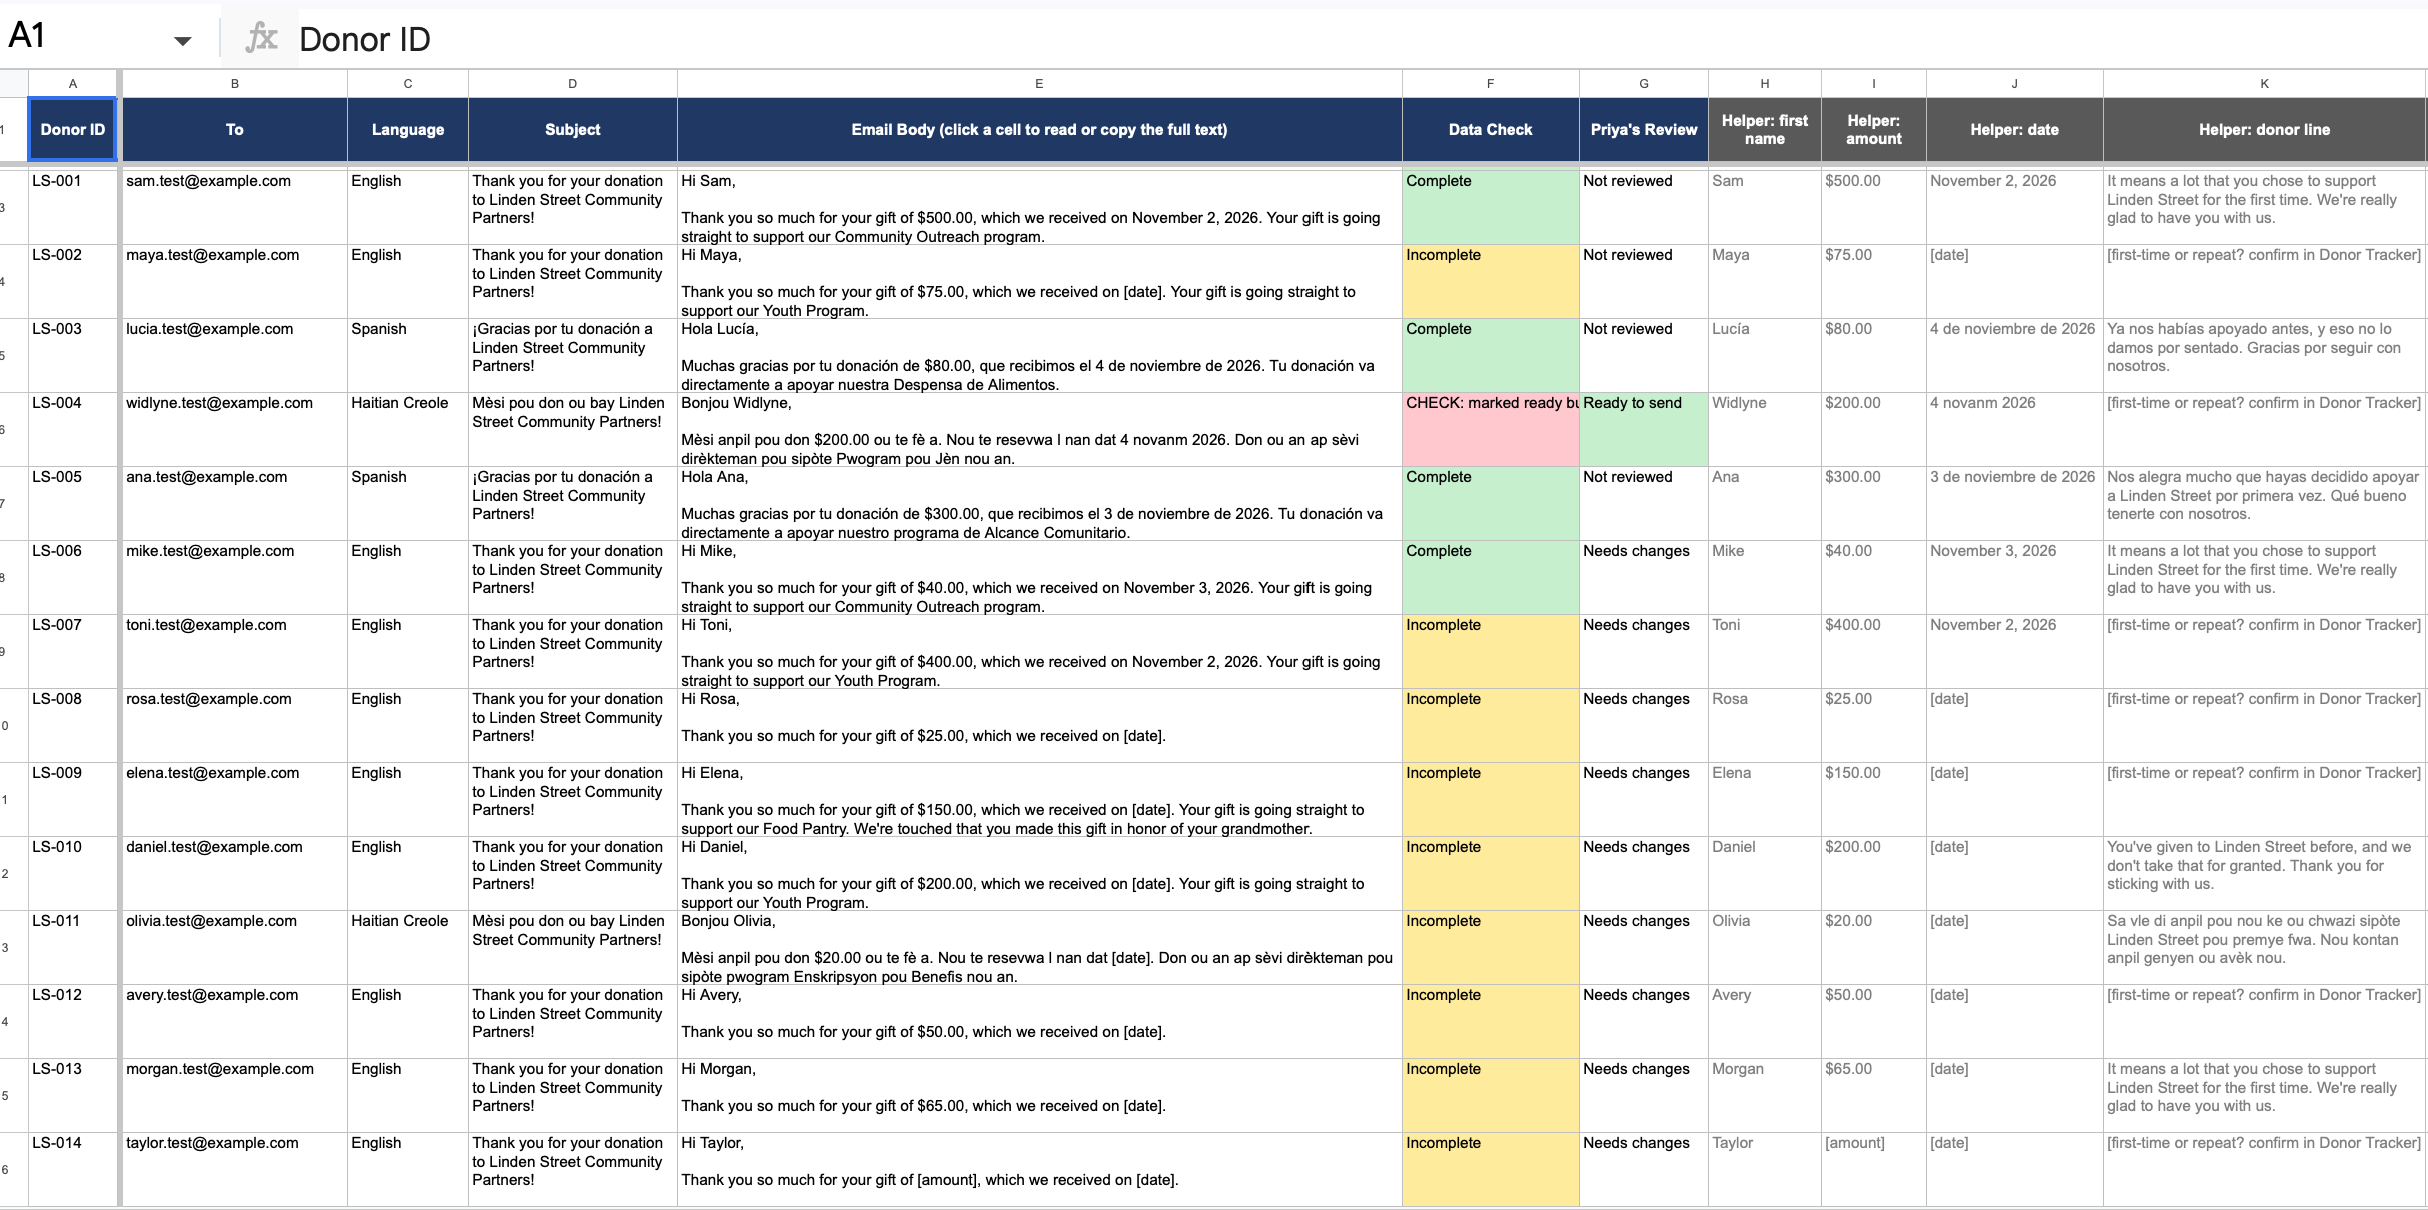 A1
fx
Donor ID
A B C D E F G H I J K
1
Donor ID
To
Language
Subject
Email Body (click a cell to read or copy the full text)
Data Check
Priya's Review
Helper: first
name
Helper:
amount
Helper: date
Helper: donor line
3
LS-001
sam.test@example.com
English
Thank you for your donation
to Linden Street Community
Partners!
Hi Sam,
Thank you so much for your gift of $500.00, which we received on November 2, 2026. Your gift is going
straight to support our Community Outreach program.
Complete
Not reviewed
Sam
$500.00
November 2, 2026
It means a lot that you chose to support
Linden Street for the first time. We're really
glad to have you with us.
4
LS-002
maya.test@example.com
English
Thank you for your donation
to Linden Street Community
Partners!
Hi Maya,
Thank you so much for your gift of $75.00, which we received on [date]. Your gift is going straight to
support our Youth Program.
Incomplete
Not reviewed
Maya
$75.00
[date]
[first-time or repeat? confirm in Donor Tracker]
5
LS-003
lucia.test@example.com
Spanish
¡Gracias por tu donación a
Linden Street Community
Partners!
Hola Lucía,
Muchas gracias por tu donación de $80.00, que recibimos el 4 de noviembre de 2026. Tu donación va
directamente a apoyar nuestra Despensa de Alimentos.
Complete
Not reviewed
Lucía
$80.00
4 de noviembre de 2026
Ya nos habías apoyado antes, y eso no lo
damos por sentado. Gracias por seguir con
nosotros.
6
LS-004
widlyne.test@example.com
Haitian Creole
Mèsi pou don ou bay Linden
Street Community Partners!
Bonjou Widlyne,
Mèsi anpil pou don $200.00 ou te fè a. Nou te resevwa l nan dat 4 novanm 2026. Don ou an ap sèvi
dirèkteman pou sipòte Pwogram pou Jèn nou an.
CHECK: marked ready bu
Ready to send
Widlyne
$200.00
4 novanm 2026
[first-time or repeat? confirm in Donor Tracker]
7
LS-005
ana.test@example.com
Spanish
¡Gracias por tu donación a
Linden Street Community
Partners!
Hola Ana,
Muchas gracias por tu donación de $300.00, que recibimos el 3 de noviembre de 2026. Tu donación va
directamente a apoyar nuestro programa de Alcance Comunitario.
Complete
Not reviewed
Ana
$300.00
3 de noviembre de 2026
Nos alegra mucho que hayas decidido apoyar
a Linden Street por primera vez. Qué bueno
tenerte con nosotros.
8
LS-006
mike.test@example.com
English
Thank you for your donation
to Linden Street Community
Partners!
Hi Mike,
Thank you so much for your gift of $40.00, which we received on November 3, 2026. Your gift is going
straight to support our Community Outreach program.
Complete
Needs changes
Mike
$40.00
November 3, 2026
It means a lot that you chose to support
Linden Street for the first time. We're really
glad to have you with us.
9
LS-007
toni.test@example.com
English
Thank you for your donation
to Linden Street Community
Partners!
Hi Toni,
Thank you so much for your gift of $400.00, which we received on November 2, 2026. Your gift is going
straight to support our Youth Program.
Incomplete
Needs changes
Toni
$400.00
November 2, 2026
[first-time or repeat? confirm in Donor Tracker]
0
LS-008
rosa.test@example.com
English
Thank you for your donation
to Linden Street Community
Partners!
Hi Rosa,
Thank you so much for your gift of $25.00, which we received on [date].
Incomplete
Needs changes
Rosa
$25.00
[date]
[first-time or repeat? confirm in Donor Tracker]
1
LS-009
elena.test@example.com
English
Thank you for your donation
to Linden Street Community
Partners!
Hi Elena,
Thank you so much for your gift of $150.00, which we received on [date]. Your gift is going straight to
support our Food Pantry. We're touched that you made this gift in honor of your grandmother.
Incomplete
Needs changes
Elena
$150.00
[date]
[first-time or repeat? confirm in Donor Tracker]
2
LS-010
daniel.test@example.com
English
Thank you for your donation
to Linden Street Community
Partners!
Hi Daniel,
Thank you so much for your gift of $200.00, which we received on [date]. Your gift is going straight to
support our Youth Program.
Incomplete
Needs changes
Daniel
$200.00
[date]
You've given to Linden Street before, and we
don't take that for granted. Thank you for
sticking with us.
3
LS-011
olivia.test@example.com
Haitian Creole
Mèsi pou don ou bay Linden
Street Community Partners!
Bonjou Olivia,
Mèsi anpil pou don $20.00 ou te fè a. Nou te resevwa l nan dat [date]. Don ou an ap sèvi dirèkteman pou
sipòte pwogram Enskripsyon pou Benefis nou an.
Incomplete
Needs changes
Olivia
$20.00
[date]
Sa vle di anpil pou nou ke ou chwazi sipòte
Linden Street pou premye fwa. Nou kontan
anpil genyen ou avèk nou.
4
LS-012
avery.test@example.com
English
Thank you for your donation
to Linden Street Community
Partners!
Hi Avery,
Thank you so much for your gift of $50.00, which we received on [date].
Incomplete
Needs changes
Avery
$50.00
[date]
[first-time or repeat? confirm in Donor Tracker]
5
LS-013
morgan.test@example.com
English
Thank you for your donation
to Linden Street Community
Partners!
Hi Morgan,
Thank you so much for your gift of $65.00, which we received on [date].
Incomplete
Needs changes
Morgan
$65.00
[date]
It means a lot that you chose to support
Linden Street for the first time. We're really
glad to have you with us.
6
LS-014
taylor.test@example.com
English
Thank you for your donation
to Linden Street Community
Partners!
Hi Taylor,
Thank you so much for your gift of [amount], which we received on [date].
Incomplete
Needs changes
Taylor
[amount]
[date]
[first-time or repeat? confirm in Donor Tracker]